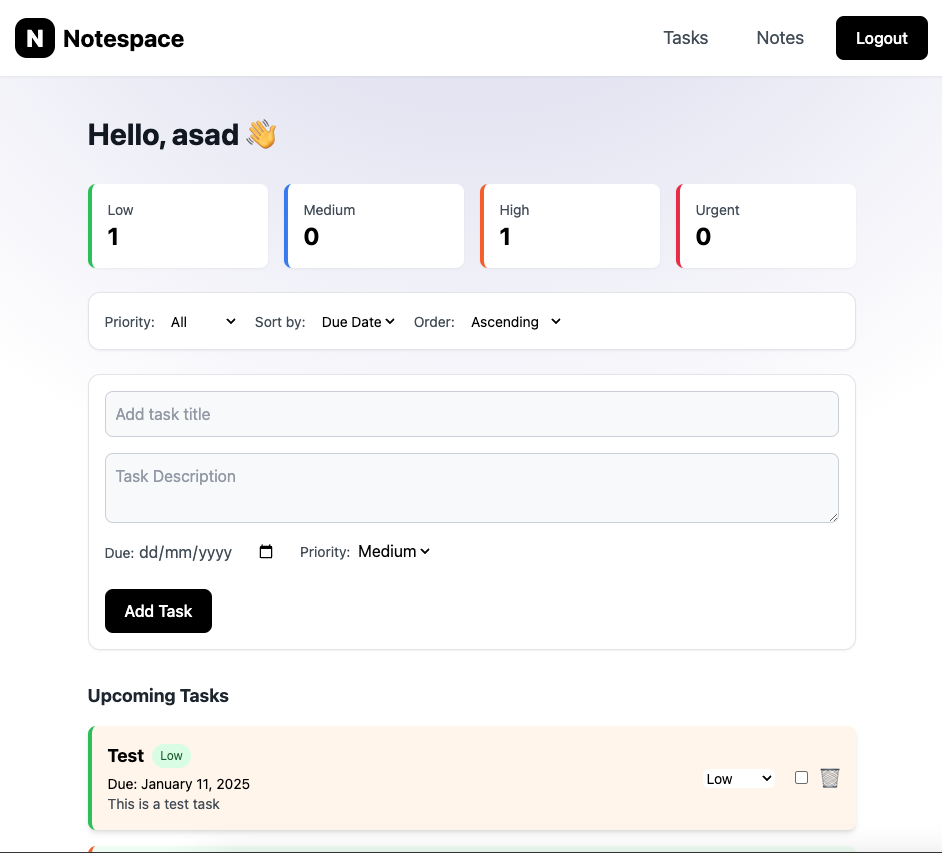 N Notespace Tasks Notes Logout
Hello, asad 👋
Low Medium High Urgent
1 0 1 0
Priority: All Sort by: Due Date Order: Ascending
Add task title
Task Description
Due: dd/mm/yyyy Priority: Medium
Add Task
Upcoming Tasks
Test Low
Due: January 11, 2025 Low
This is a test task